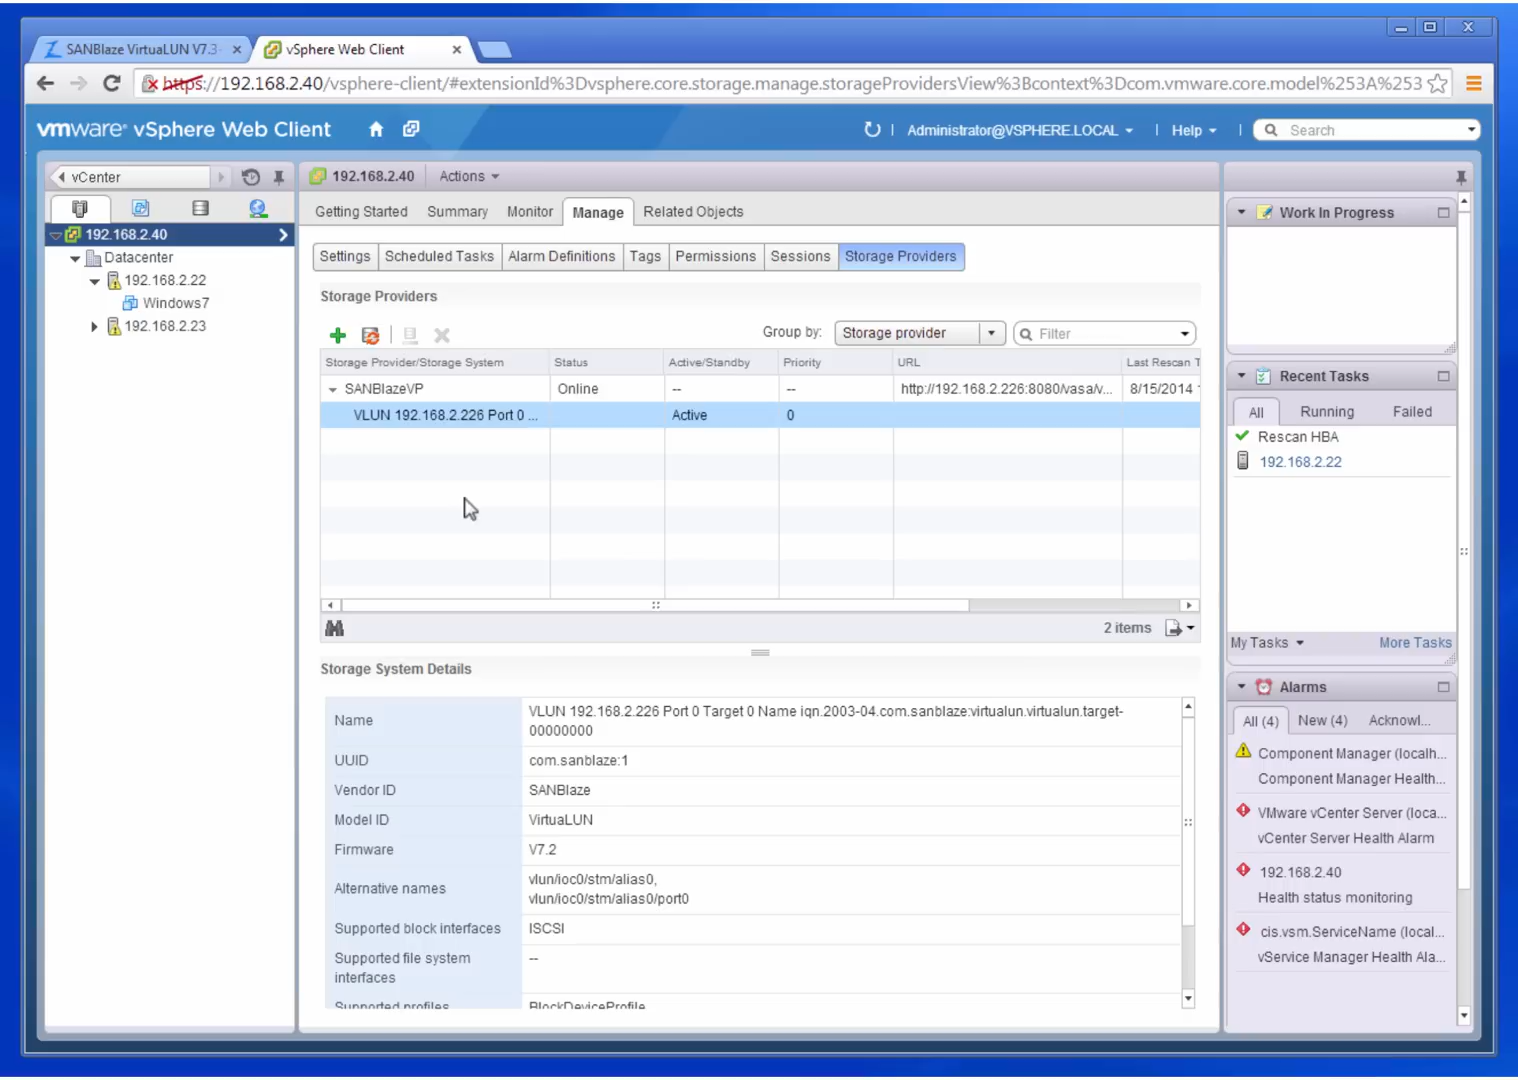 SANBlaze VirtuaLUN V7.3-
vSphere Web Client
https://192.168.2.40/vsphere-client/#extensionId%3Dvsphere.core.storage.manage.storageProvidersView%3Bcontext%3Dcom.vmware.core.model%253A%253
vmware vSphere Web Client
Administrator@VSPHERE.LOCAL
Help
Search
vCenter
192.168.2.40
Datacenter
192.168.2.22
Windows7
192.168.2.23
192.168.2.40
Actions
Getting Started Summary Monitor Manage Related Objects
Settings Scheduled Tasks Alarm Definitions Tags Permissions Sessions Storage Providers
Storage Providers
Group by: Storage provider
Filter
Storage Provider/Storage System Status Active/Standby Priority URL Last Rescan T
SANBlazeVP Online -- -- http://192.168.2.226:8080/vasa/v... 8/15/2014
VLUN 192.168.2.226 Port 0 ... Active 0
2 items
Storage System Details
Name VLUN 192.168.2.226 Port 0 Target 0 Name iqn.2003-04.com.sanblaze:virtualun.virtualun.target-
00000000
UUID com.sanblaze:1
Vendor ID SANBlaze
Model ID VirtuaLUN
Firmware V7.2
Alternative names vlun/ioc0/stm/alias0,
vlun/ioc0/stm/alias0/port0
Supported block interfaces ISCSI
Supported file system
interfaces --
Supported profiles BlockDeviceProfile
Work In Progress
Recent Tasks
All Running Failed
Rescan HBA
192.168.2.22
My Tasks More Tasks
Alarms
All (4) New (4) Acknowl...
Component Manager (localh...
Component Manager Health...
VMware vCenter Server (loca...
vCenter Server Health Alarm
192.168.2.40
Health status monitoring
cis.vsm.ServiceName (local...
vService Manager Health Ala...